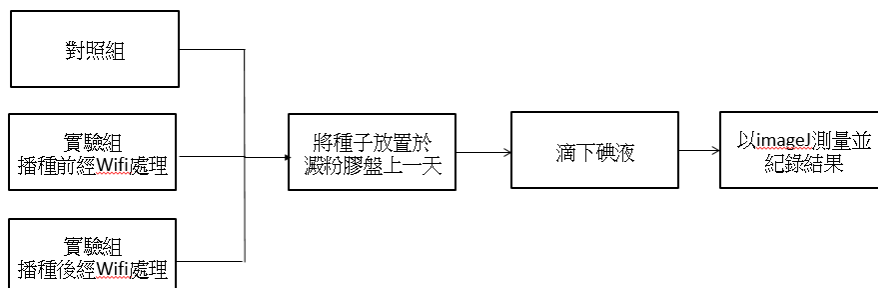 對照組
實驗組
播種前經Wifi處理
實驗組
播種後經Wifi處理
將種子放置於
澱粉膠盤上一天
滴下碘液
以imageJ測量並
紀錄結果